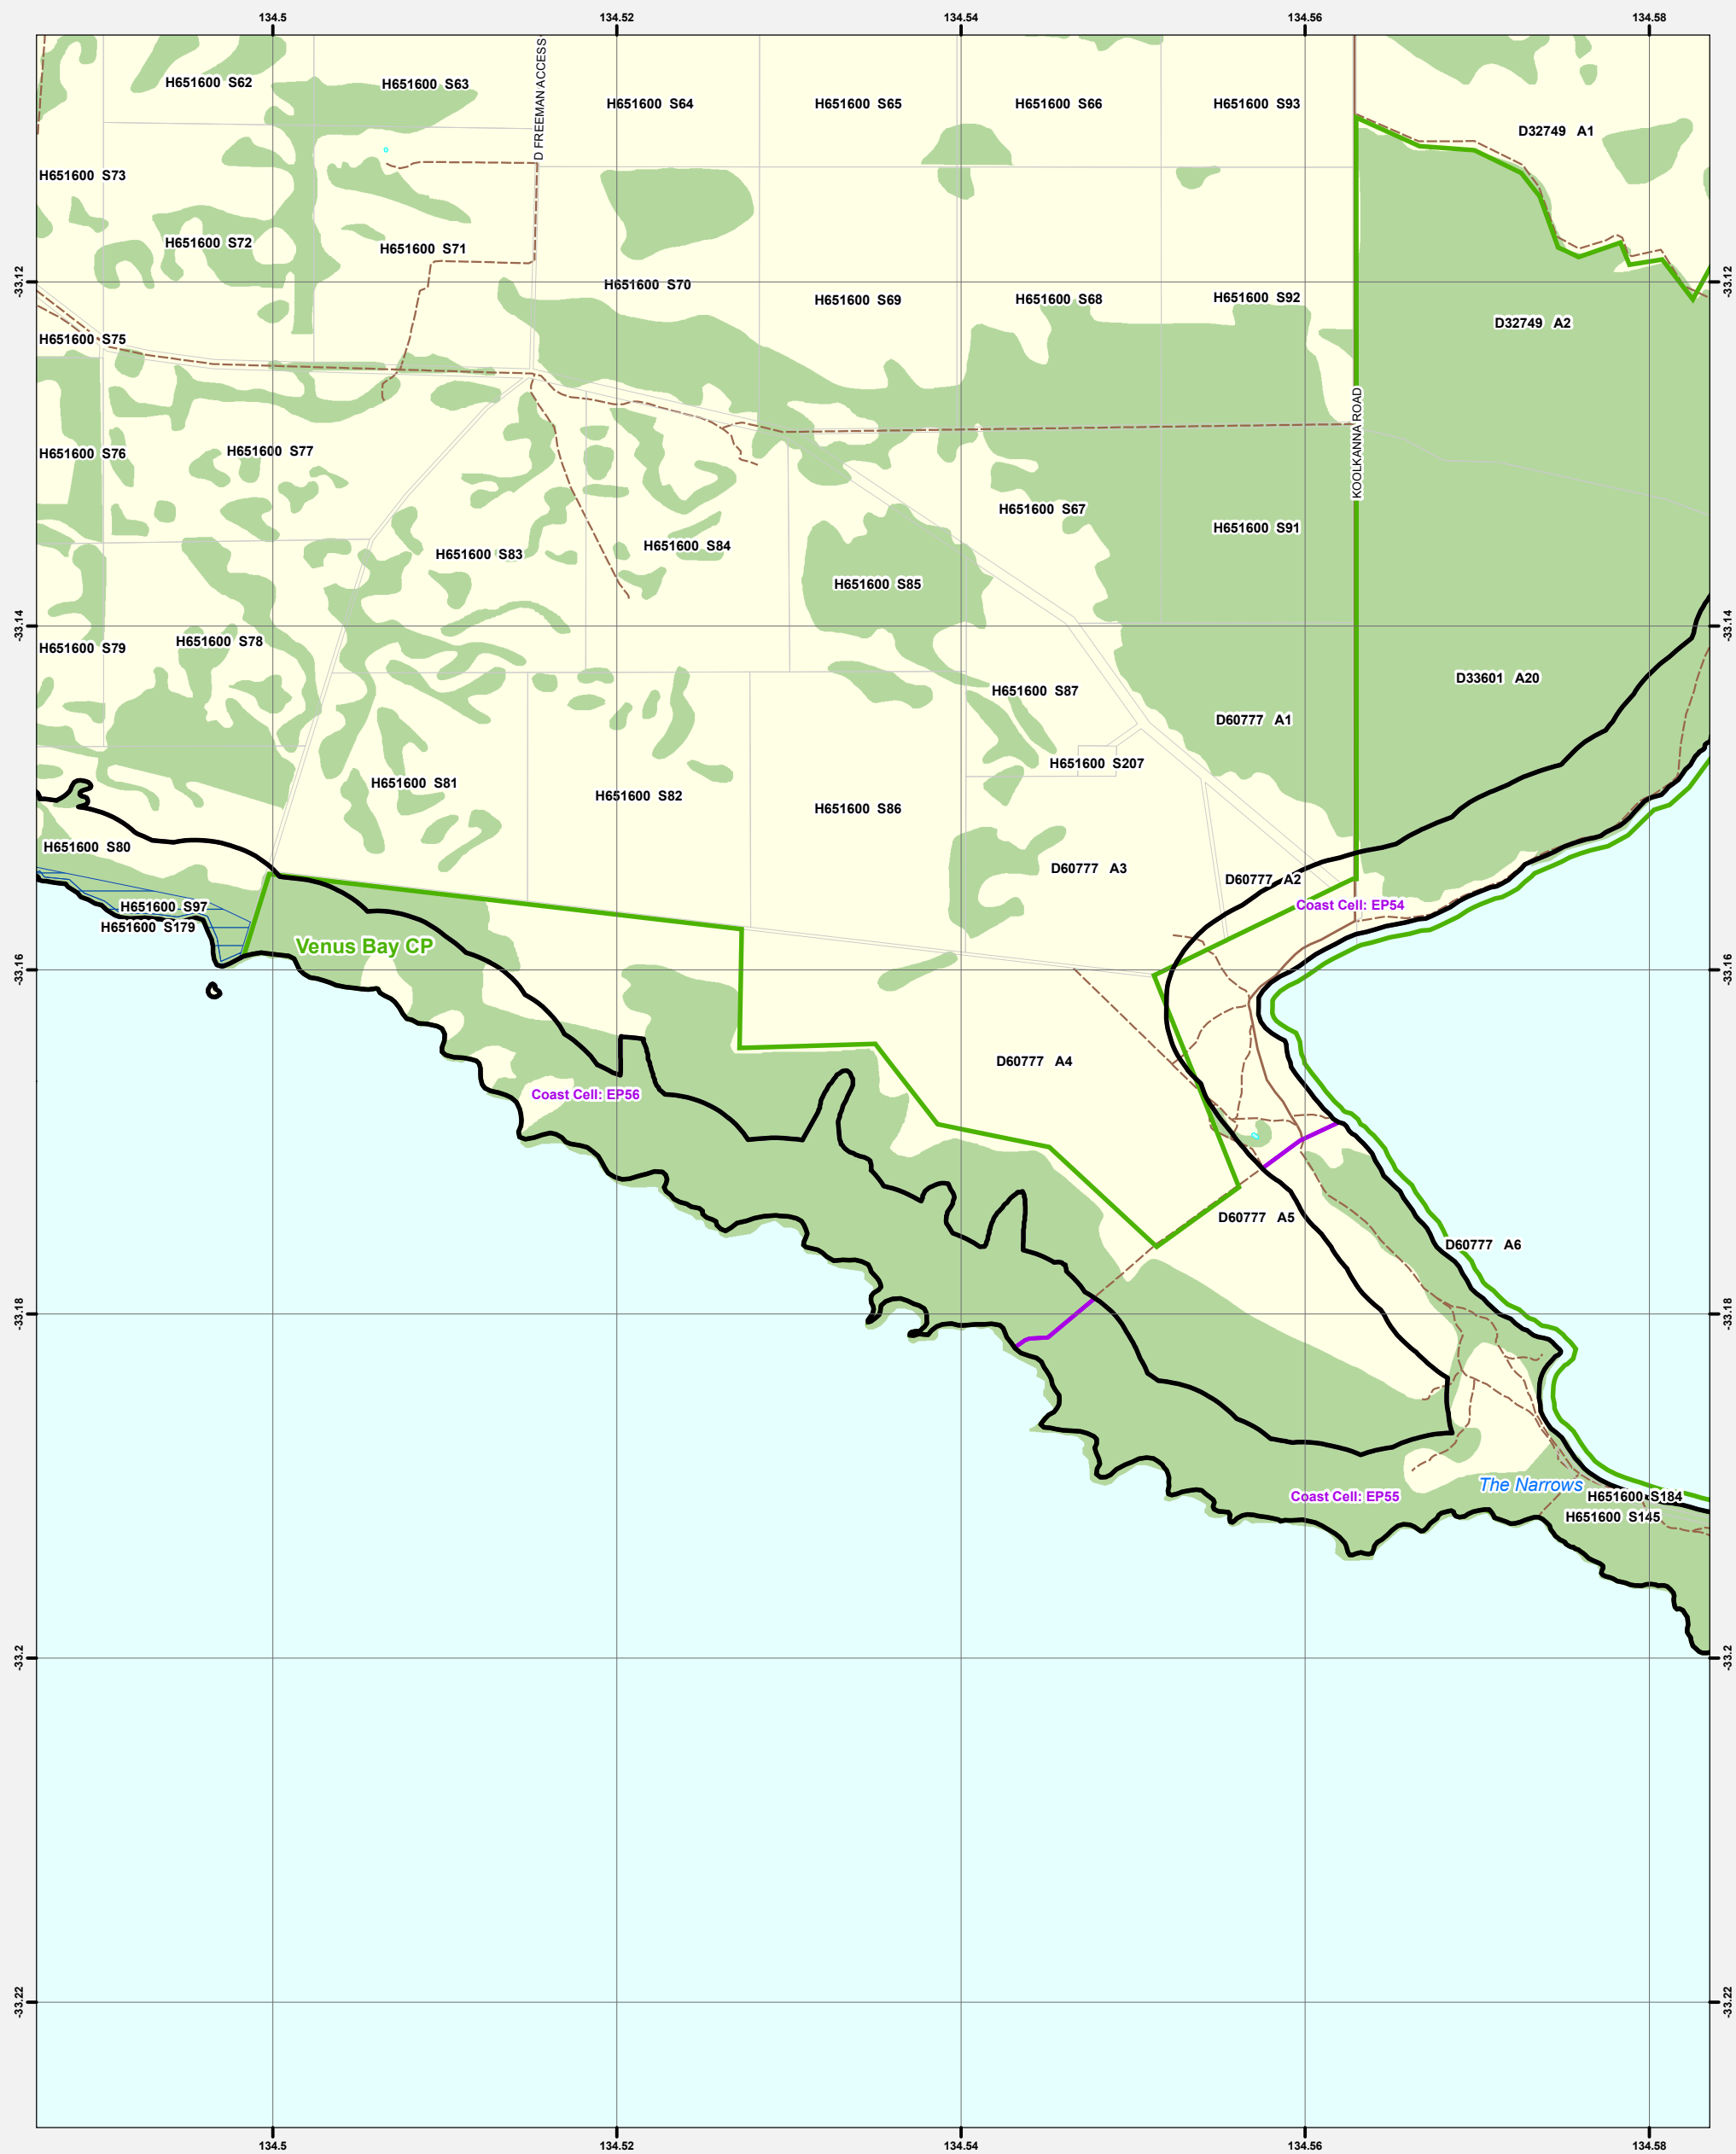 134.5 134.52 134.54 134.56 134.58
H651600 S62
H651600 S63
D FREEMAN ACCESS
H651600 S64
H651600 S65
H651600 S66
H651600 S93
D32749 A1
H651600 S73
H651600 S72
H651600 S71
-33.12
H651600 S70
H651600 S69
H651600 S68
H651600 S92
-33.12
D32749 A2
H651600 S75
KOOLKANNA ROAD
H651600 S76
H651600 S77
H651600 S67
H651600 S91
H651600 S83
H651600 S84
H651600 S85
-33.14
-33.14
H651600 S79
H651600 S78
D33601 A20
H651600 S87
D60777 A1
H651600 S207
H651600 S81
H651600 S82
H651600 S86
H651600 S80
D60777 A3
D60777 A2
H651600 S97
Coast Cell: EP54
H651600 S179
Venus Bay CP
-33.16
-33.16
D60777 A4
Coast Cell: EP56
D60777 A5
D60777 A6
-33.18
-33.18
The Narrows
Coast Cell: EP55
H651600 S184
H651600 S145
-33.2
-33.2
-33.22
-33.22
134.5 134.52 134.54 134.56 134.58